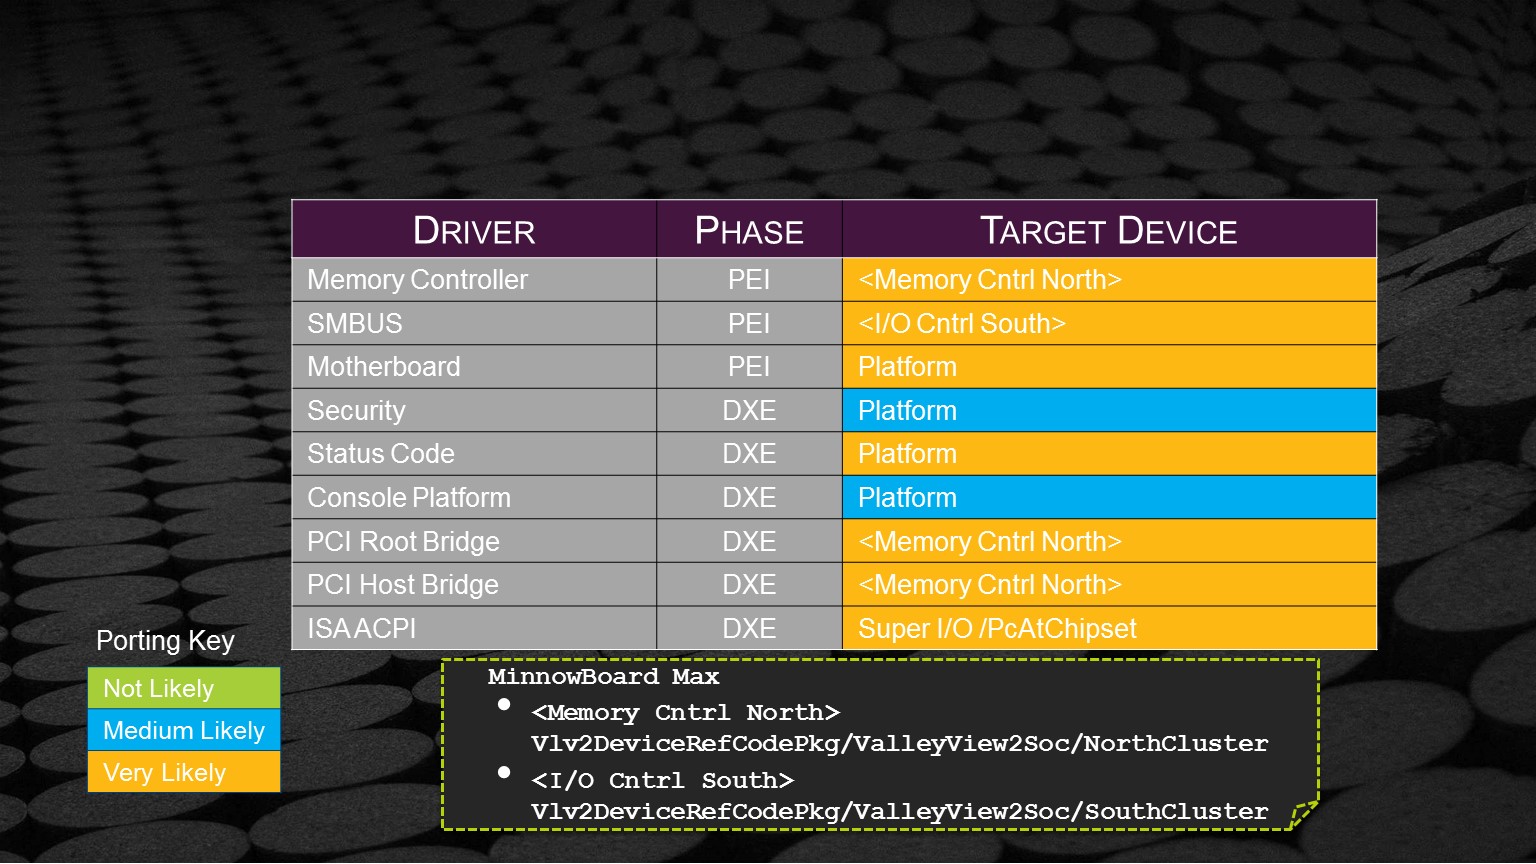 DRIVER PHASE TARGET DEVICE
Memory Controller PEI <Memory Cntrl North>
SMBUS PEI <I/O Cntrl South>
Motherboard PEI Platform
Security DXE Platform
Status Code DXE Platform
Console Platform DXE Platform
PCI Root Bridge DXE <Memory Cntrl North>
PCI Host Bridge DXE <Memory Cntrl North>
ISA ACPI DXE Super I/O /PcAtChipset
Porting Key
Not Likely
Medium Likely
Very Likely
MinnowBoard Max
• <Memory Cntrl North>
Vlv2DeviceRefCodePkg/ValleyView2Soc/NorthCluster
• <I/O Cntrl South>
Vlv2DeviceRefCodePkg/ValleyView2Soc/SouthCluster